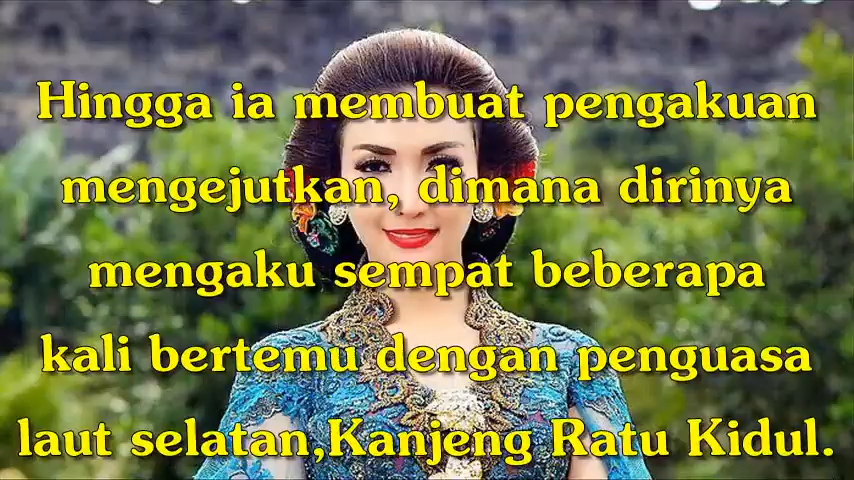 Hingga ia membuat pengakuan
mengejutkan, dimana dirinya
mengaku sempat beberapa
kali bertemu dengan penguasa
laut selatan,Kanjeng Ratu Kidul.